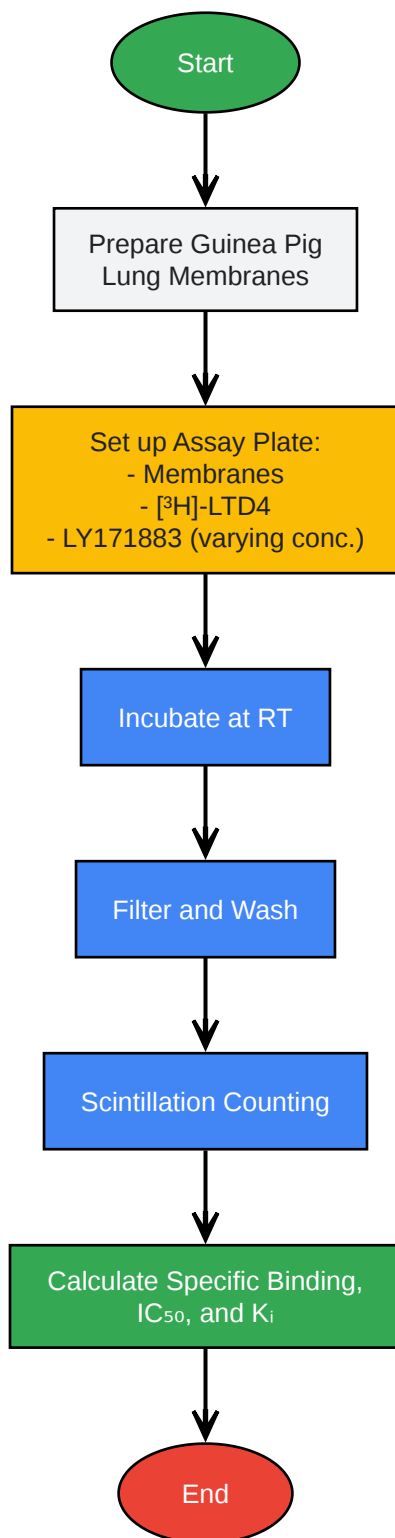 Start
Prepare Guinea Pig
Lung Membranes
Set up Assay Plate:
- Membranes
- [³H]-LTD4
- LY171883 (varying conc.)
Incubate at RT
Filter and Wash
Scintillation Counting
Calculate Specific Binding,
IC₅₀, and Kᵢ
End